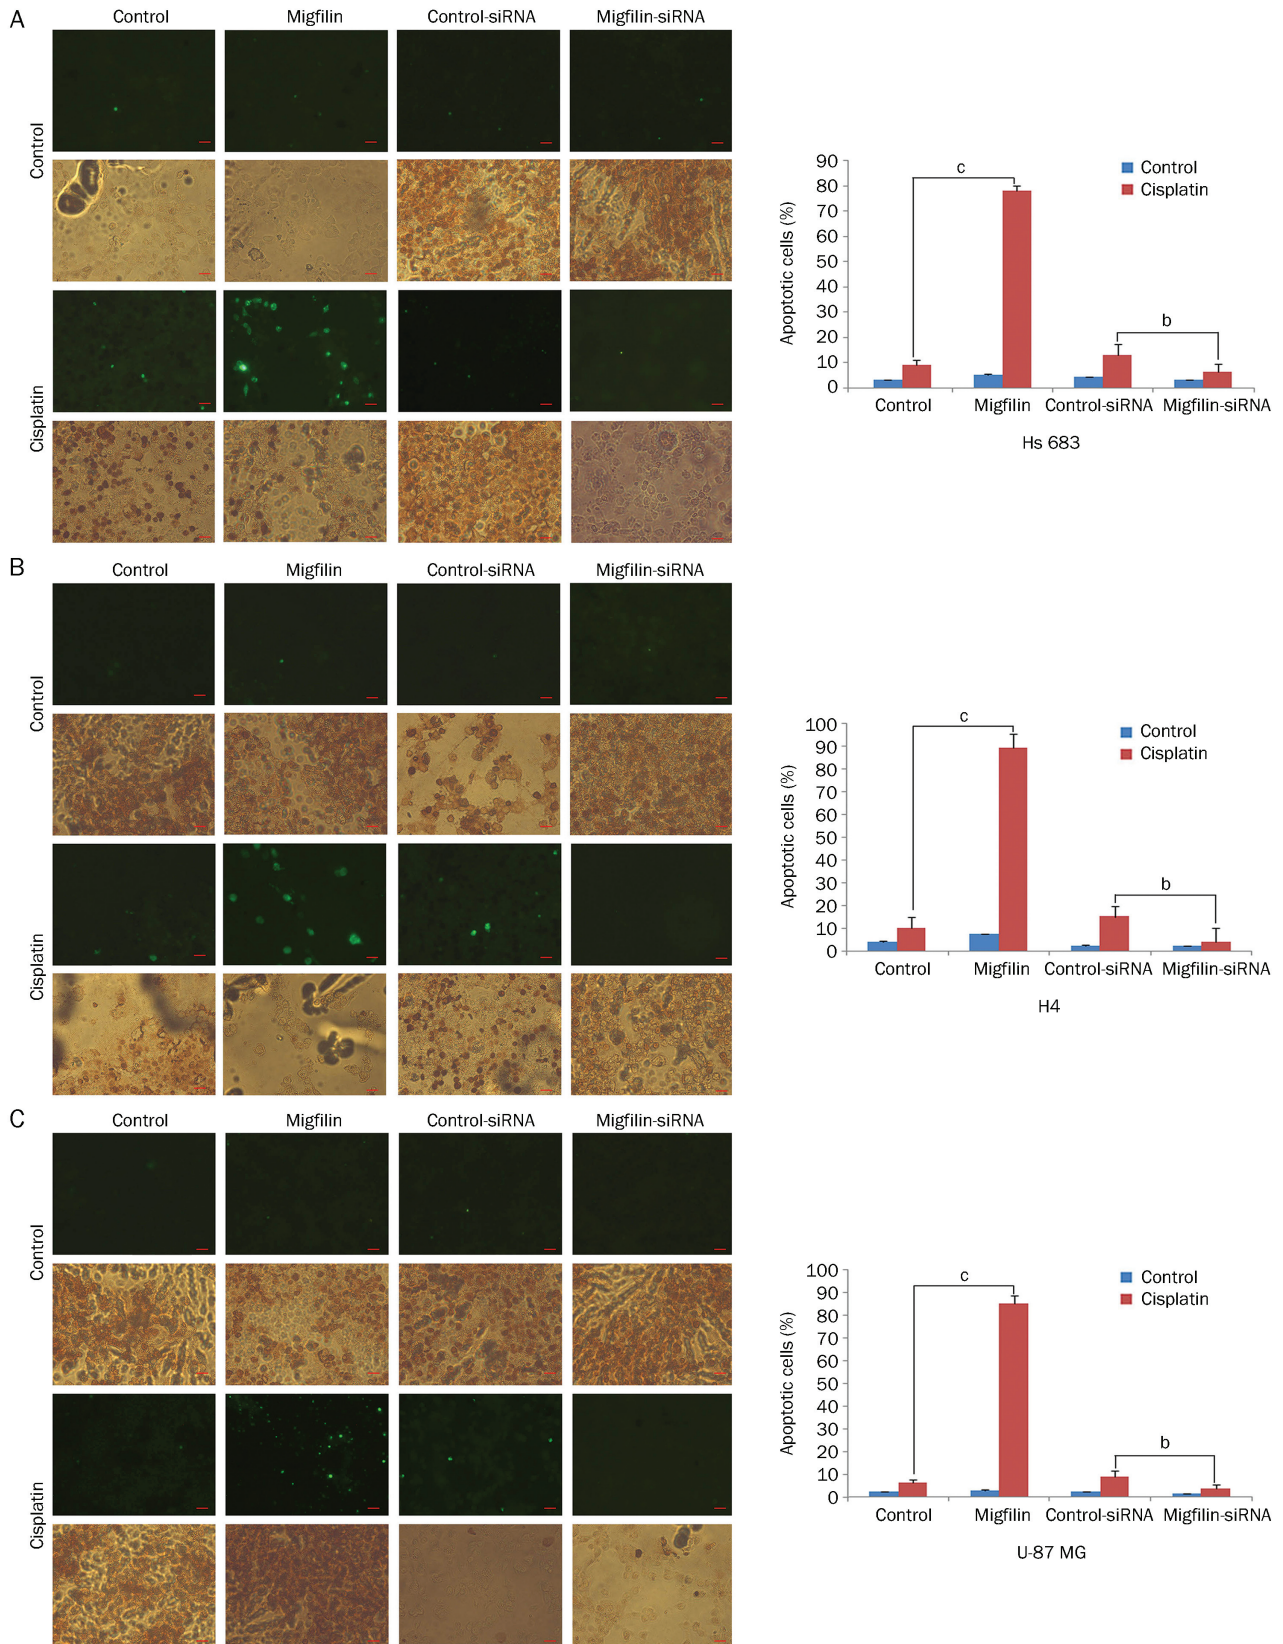 A
Control Migfilin Control-siRNA Migfilin-siRNA
Control
Cisplatin
90
80
70
60
50
40
30
20
10
0
Apoptotic cells (%)
Control
Cisplatin
c
b
Control Migfilin Control-siRNA Migfilin-siRNA
Hs 683
B
Control Migfilin Control-siRNA Migfilin-siRNA
Control
Cisplatin
100
90
80
70
60
50
40
30
20
10
0
Apoptotic cells (%)
Control
Cisplatin
c
b
Control Migfilin Control-siRNA Migfilin-siRNA
H4
C
Control Migfilin Control-siRNA Migfilin-siRNA
Control
Cisplatin
100
90
80
70
60
50
40
30
20
10
0
Apoptotic cells (%)
Control
Cisplatin
c
b
Control Migfilin Control-siRNA Migfilin-siRNA
U-87 MG